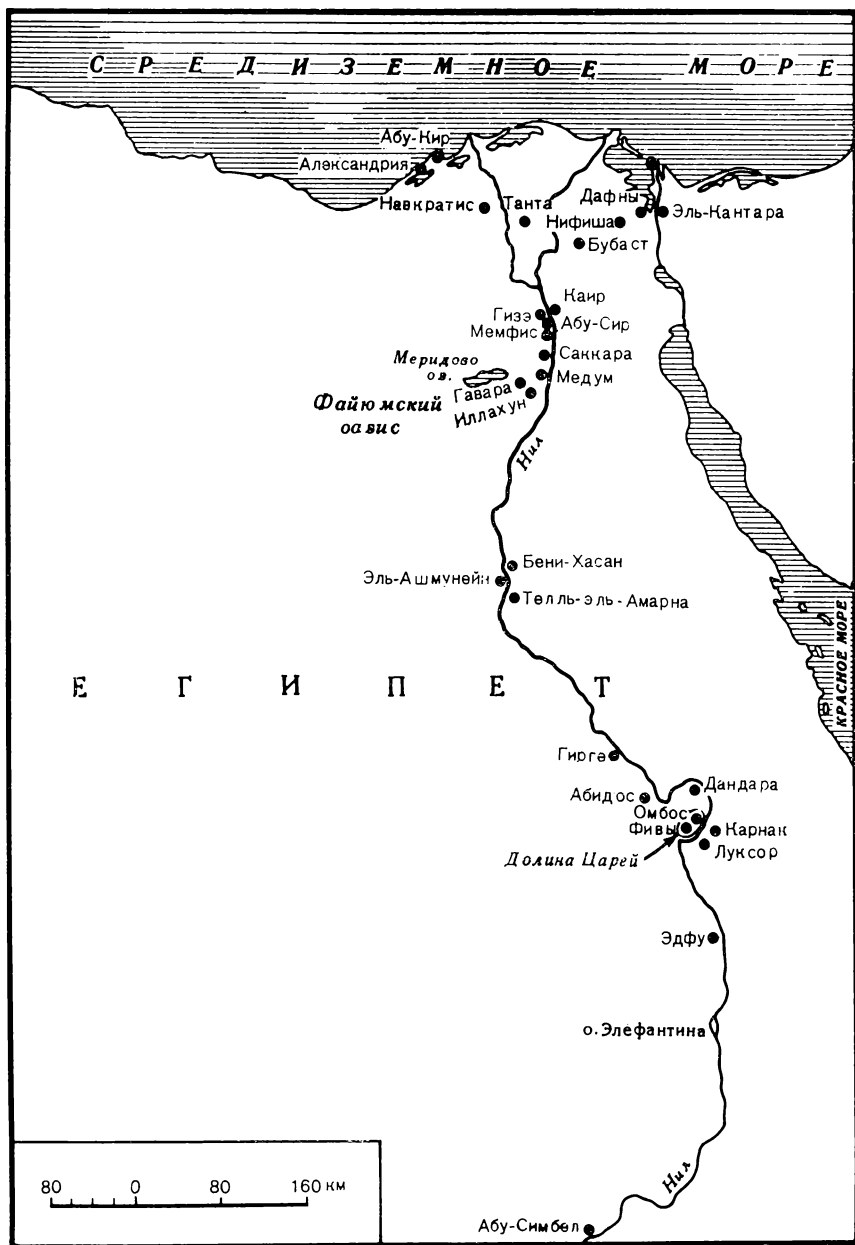 СРЕДИЗЕМНОЕ МОРЕ
Абу-Кир
Александрия
Навкратис
Танта
Дафны
Нифиша
Эль-Кантара
Бубаст
Каир
Гизэ
Абу-Сир
Мемфис
Саккара
Меридово
оз.
Медум
Гавара
Файюмский
оазис
Иллахун
Нил
Бени-Хасан
Эль-Ашмунейн
Телль-эль-Амарна
КРАСНОЕ МОРЕ
ЕГИПЕТ
Гирге
Дандара
Абидос
Омбос
Фивы
Карнак
Луксор
Долина Царей
Эдфу
о. Элефантина
Нил
80 0 80 160 км
Абу-Симбел